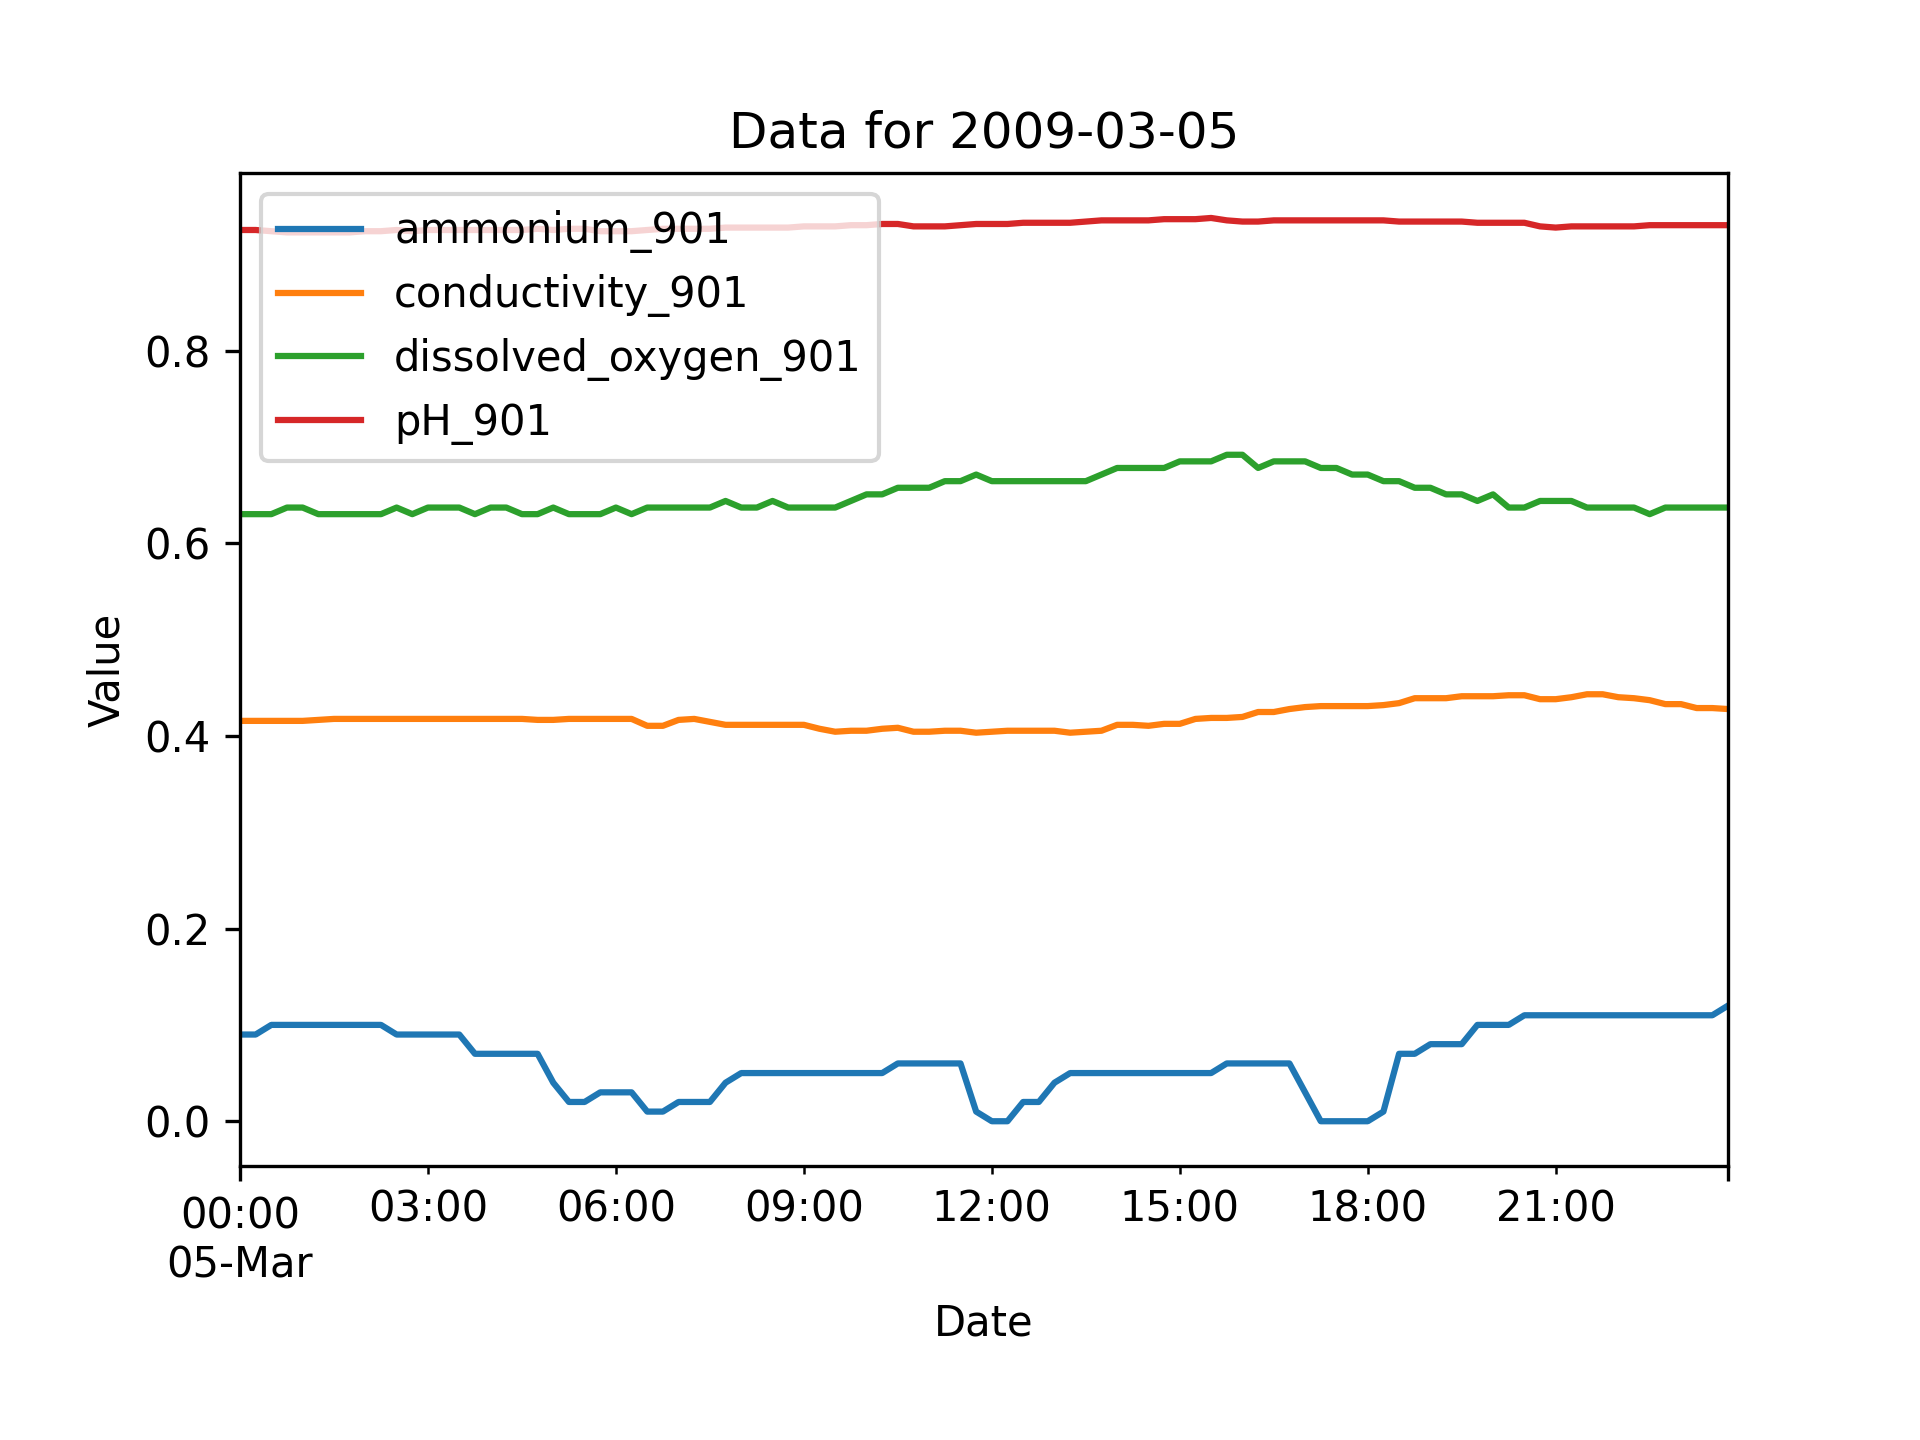 Data for 2009-03-05
ammonium_901
conductivity_901
dissolved_oxygen_901
pH_901
0.8
0.6
0.4
0.2
0.0
Value
00:00 03:00 06:00 09:00 12:00 15:00 18:00 21:00
05-Mar
Date